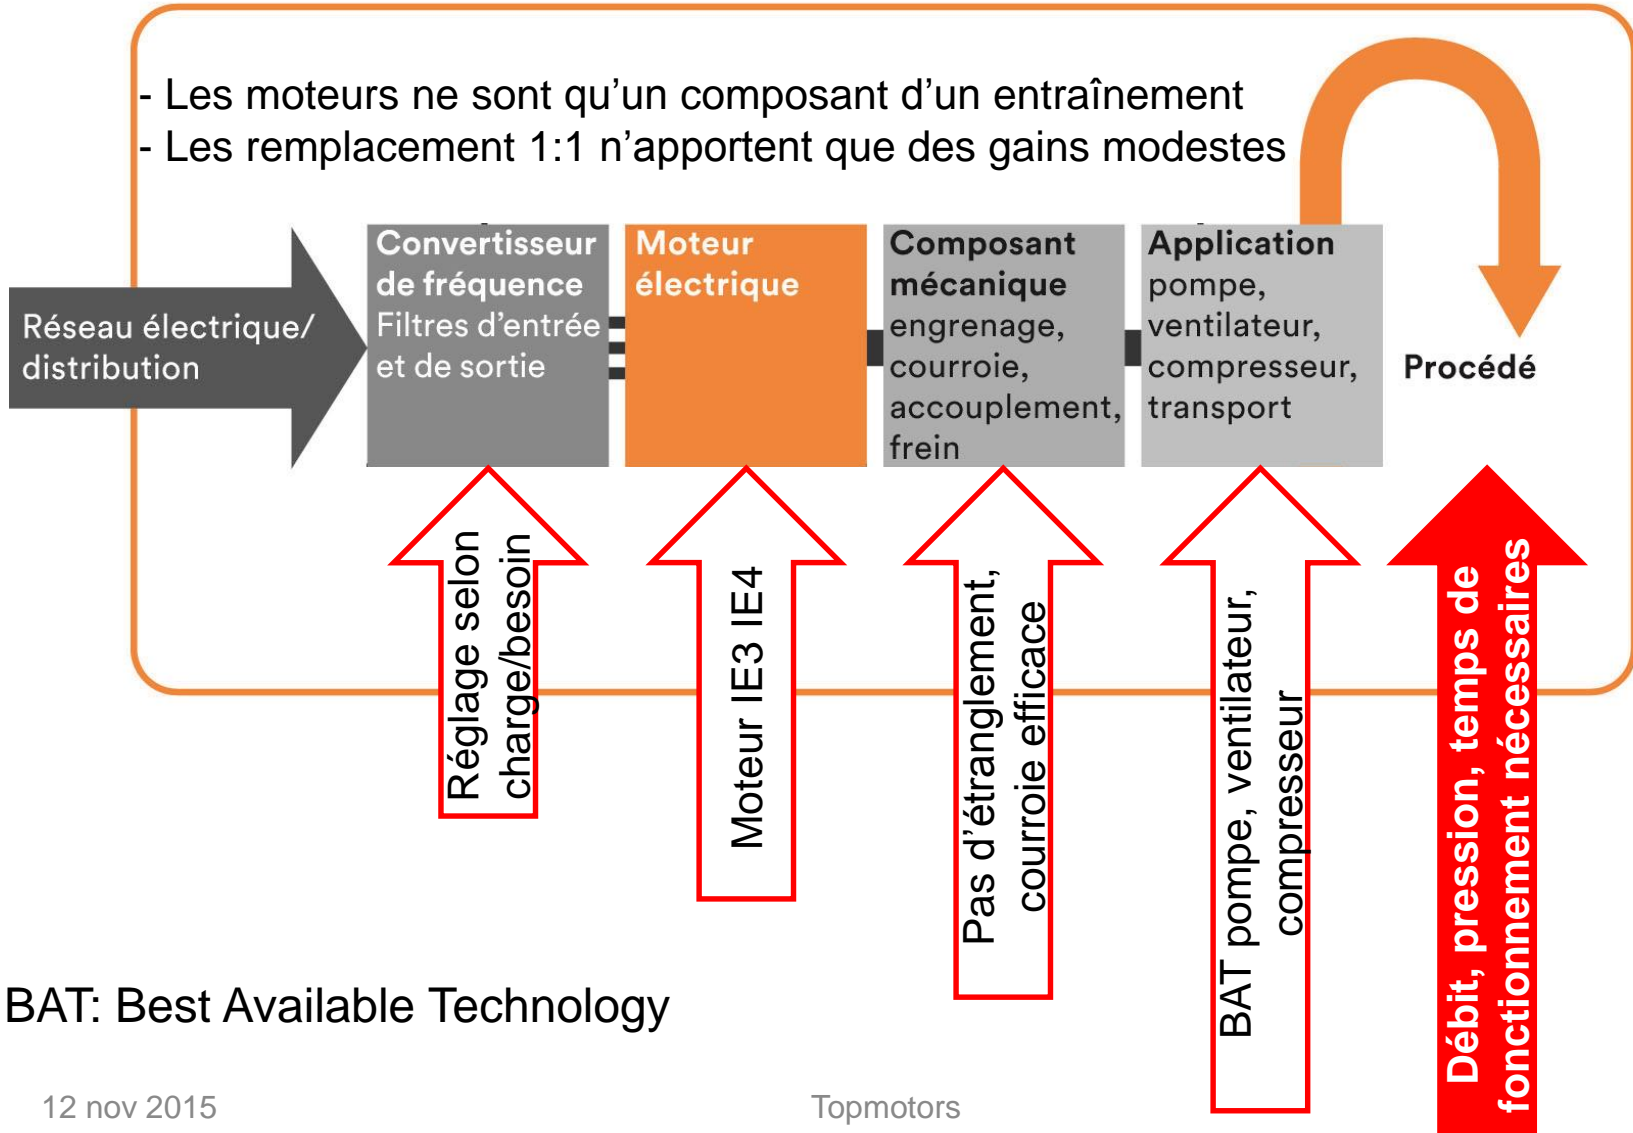 - Les moteurs ne sont qu’un composant d’un entraînement
- Les remplacement 1:1 n’apportent que des gains modestes
Réseau électrique/
distribution
Convertisseur
de fréquence
Filtres d’entrée
et de sortie
Moteur
électrique
Composant
mécanique
engrenage,
courroie,
accouplement,
frein
Application
pompe,
ventilateur,
compresseur,
transport
Procédé
Réglage selon
charge/besoin
Moteur IE3 IE4
Pas d’étranglement,
courroie efficace
BAT pompe, ventilateur,
compresseur
Débit, pression, temps de
fonctionnement nécessaires
BAT: Best Available Technology
12 nov 2015
Topmotors